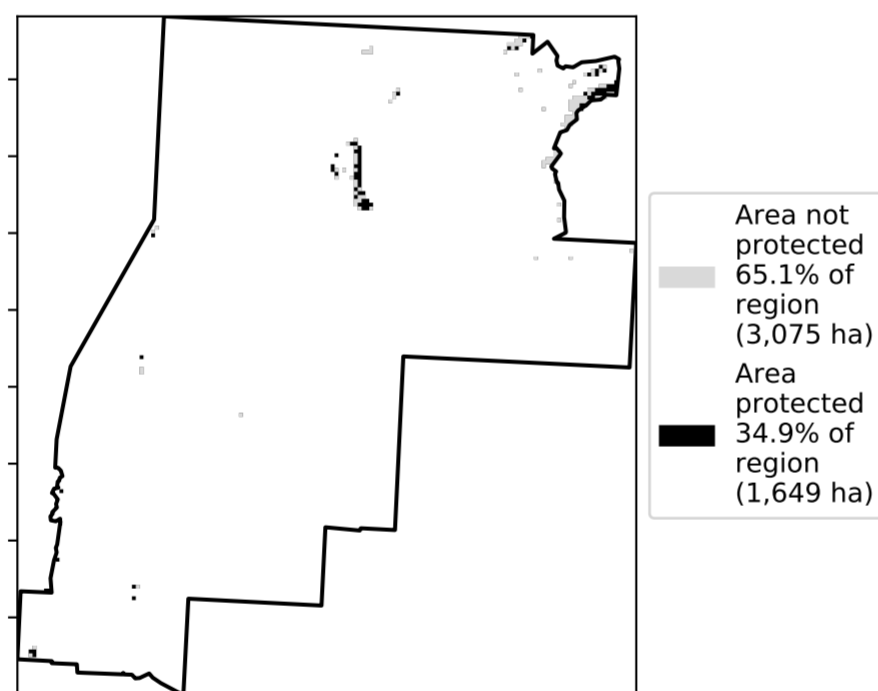 Area not
protected
65.1% of
region
(3,075 ha)
Area
protected
34.9% of
region
(1,649 ha)